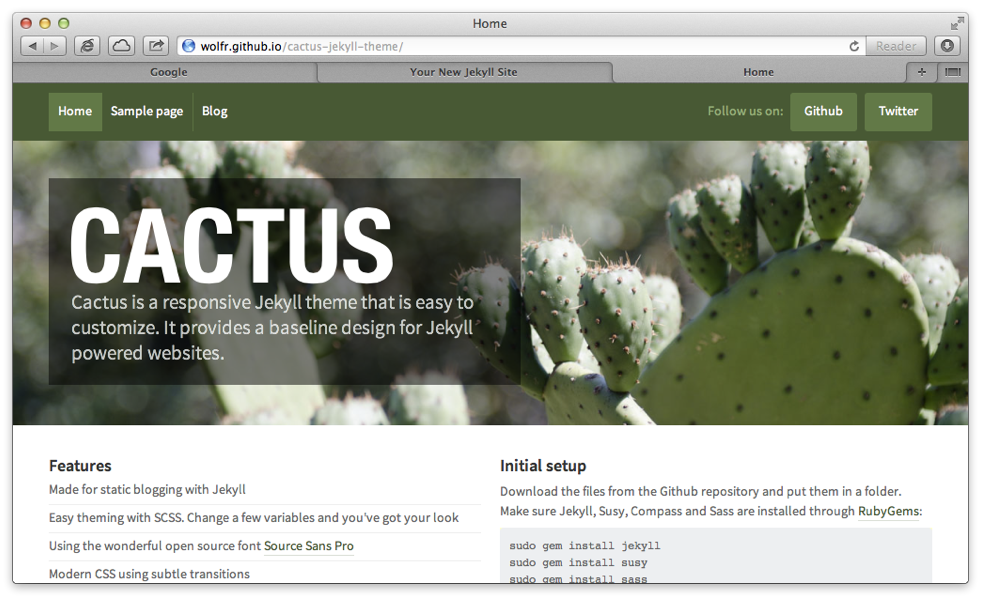 Home
wolfr.github.io/cactus-jekyll-theme/
Reader
Google
Your New Jekyll Site
Home
Home
Sample page
Blog
Follow us on:
Github
Twitter
CACTUS
Cactus is a responsive Jekyll theme that is easy to
customize. It provides a baseline design for Jekyll
powered websites.
Features
Made for static blogging with Jekyll
Easy theming with SCSS. Change a few variables and you've got your look
Using the wonderful open source font Source Sans Pro
Modern CSS using subtle transitions
Initial setup
Download the files from the Github repository and put them in a folder.
Make sure Jekyll, Susy, Compass and Sass are installed through RubyGems:
sudo gem install jekyll
sudo gem install susy
sudo gem install sass